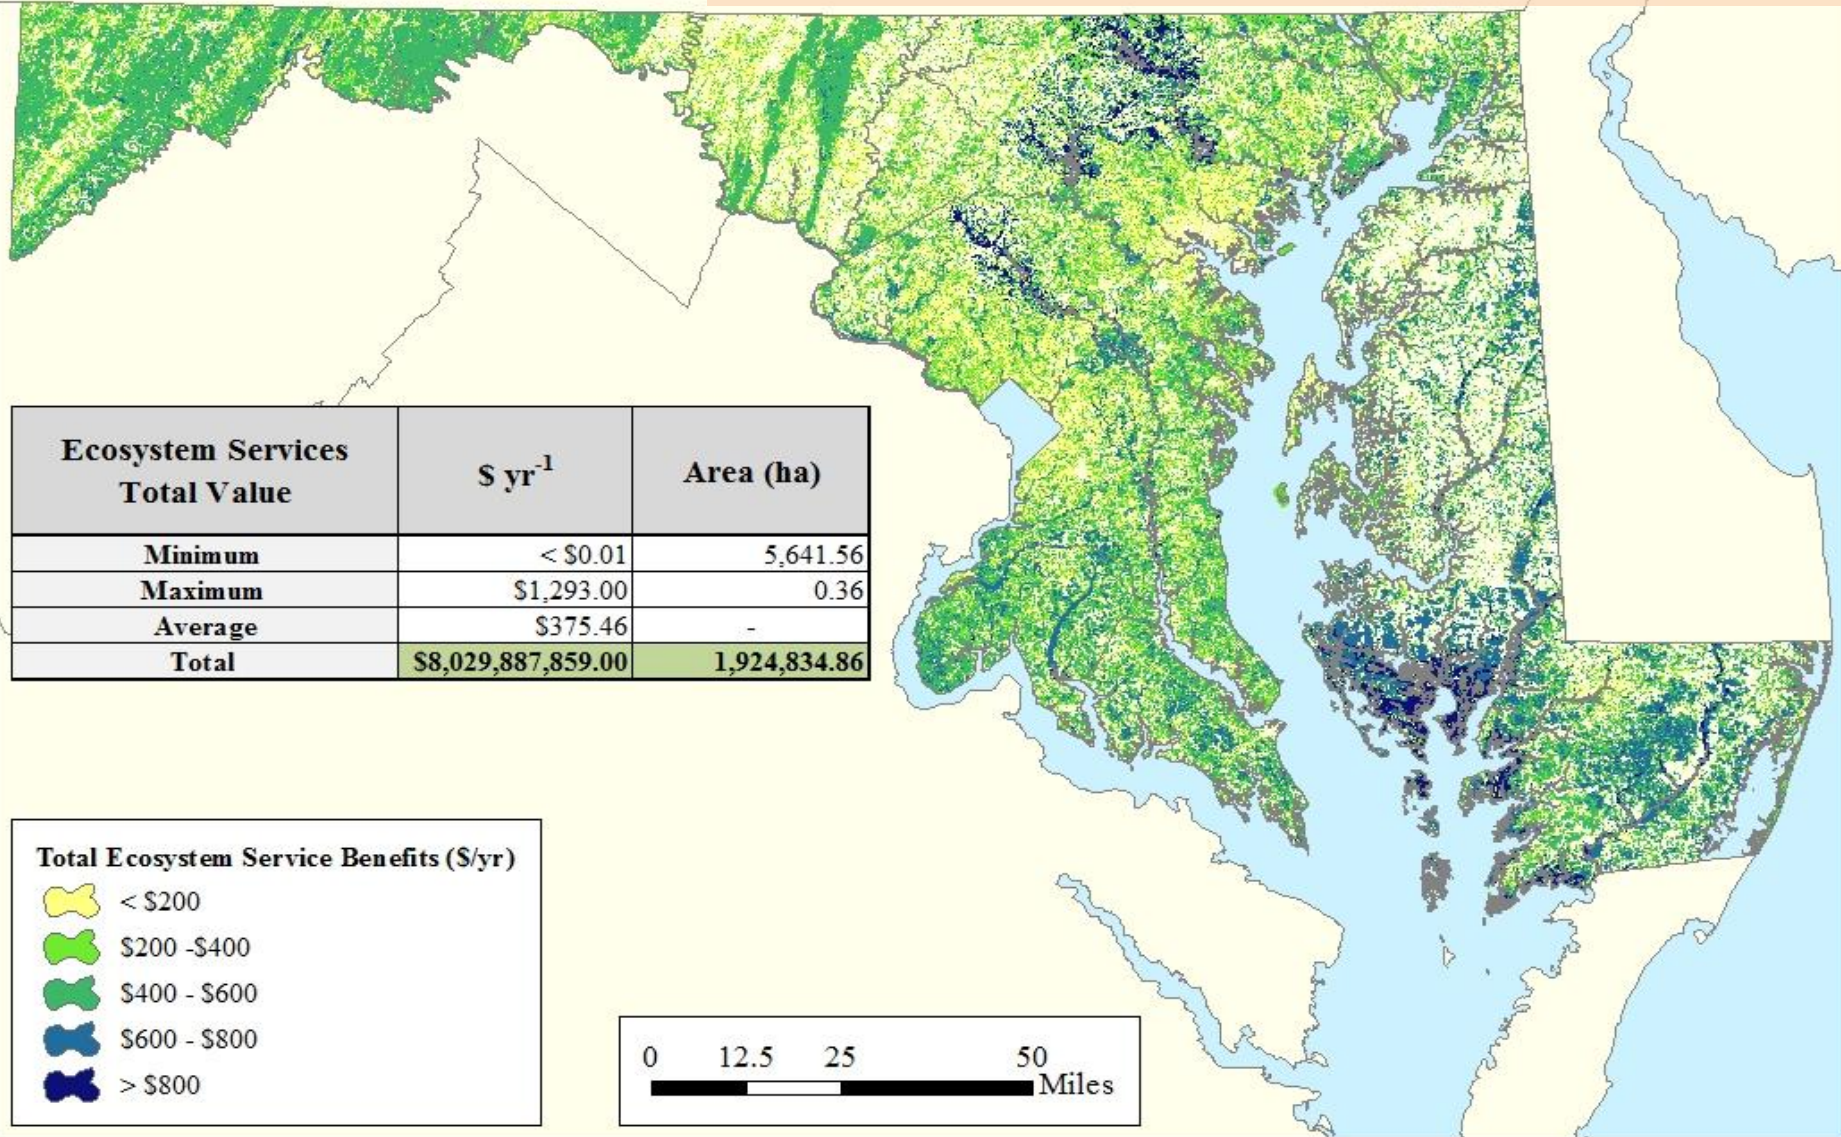 Ecosystem Services
Total Value
$ yr-1
Area (ha)
Minimum < $0.01 5,641.56
Maximum $1,293.00 0.36
Average $375.46 -
Total $8,029,887,859.00 1,924,834.86
Total Ecosystem Service Benefits ($/yr)
< $200
$200 -$400
$400 - $600
$600 - $800
> $800
0 12.5 25 50
Miles